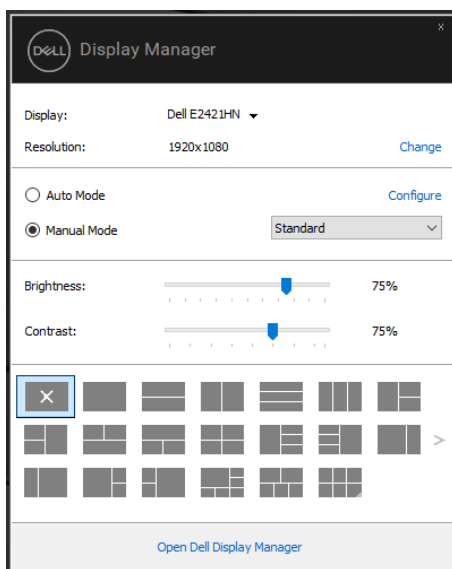 x
DELL Display Manager
Display: Dell E2421HN
Resolution: 1920x1080 Change
Auto Mode Configure
Manual Mode Standard
Brightness: 75%
Contrast: 75%
Open Dell Display Manager